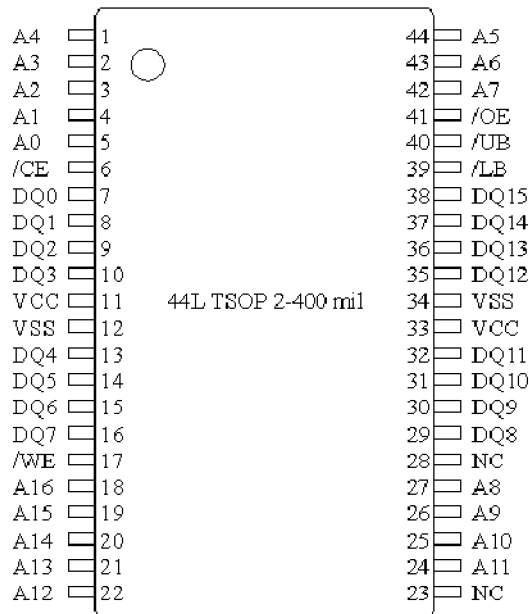 A4 1 44 A5
A3 2 43 A6
A2 3 42 A7
A1 4 41 /OE
A0 5 40 /UB
/CE 6 39 /LB
DQ0 7 38 DQ15
DQ1 8 37 DQ14
DQ2 9 36 DQ13
DQ3 10 35 DQ12
VCC 11 44L TSOP 2-400 mil 34 VSS
VSS 12 33 VCC
DQ4 13 32 DQ11
DQ5 14 31 DQ10
DQ6 15 30 DQ9
DQ7 16 29 DQ8
/WE 17 28 NC
A16 18 27 A8
A15 19 26 A9
A14 20 25 A10
A13 21 24 A11
A12 22 23 NC